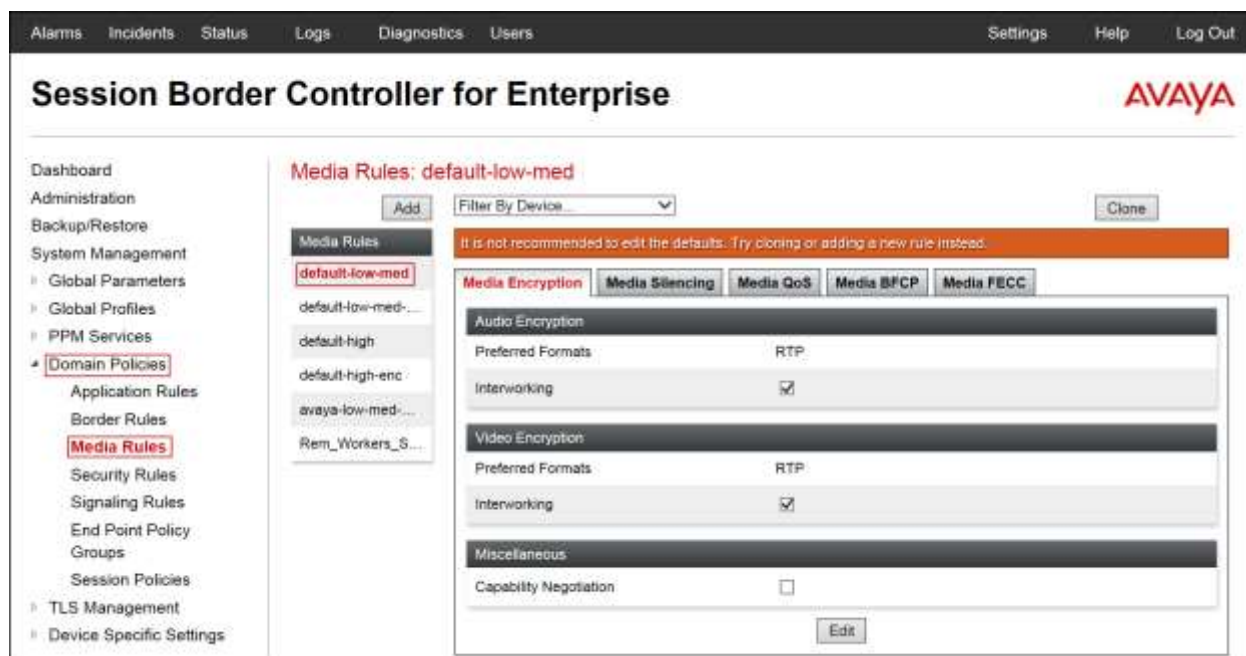 Alarms Incidents Status Logs Diagnostics Users Settings Help Log Out
Session Border Controller for Enterprise
AVAYA
Dashboard
Administration
Backup/Restore
System Management
Global Parameters
Global Profiles
PPM Services
Domain Policies
Application Rules
Border Rules
Media Rules
Security Rules
Signaling Rules
End Point Policy
Groups
Session Policies
TLS Management
Device Specific Settings
Media Rules: default-low-med
Add
Filter By Device...
Clone
Media Rules
default-low-med
default-low-med-...
default-high
default-high-enc
avaya-low-med-...
Rem_Workers_S...
It is not recommended to edit the defaults. Try cloning or adding a new rule instead.
Media Encryption Media Silencing Media QoS Media BFCP Media FECC
Audio Encryption
Preferred Formats RTP
Interworking
Video Encryption
Preferred Formats RTP
Interworking
Miscellaneous
Capability Negotiation
Edit